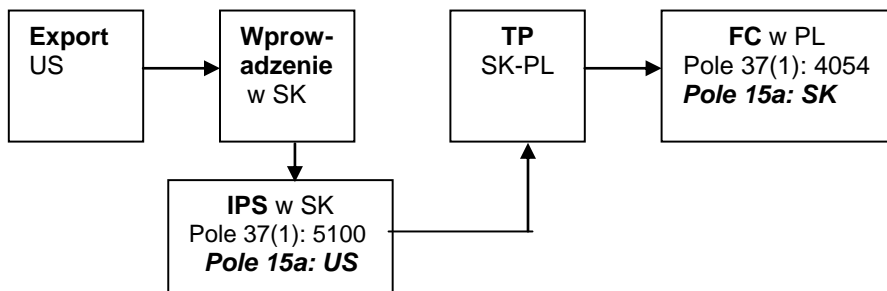 Export
US
Wprow-
adzenie
w SK
TP
SK-PL
FC w PL
Pole 37(1): 4054
Pole 15a: SK
IPS w SK
Pole 37(1): 5100
Pole 15a: US